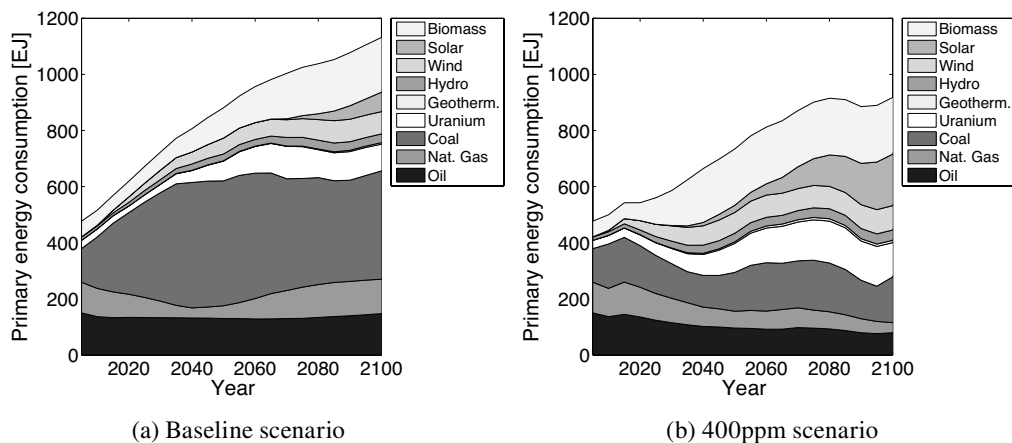 1200
1000
800
600
400
200
0
Primary energy consumption [EJ]
2020 2040 2060 2080 2100
Year
Biomass
Solar
Wind
Hydro
Geotherm.
Uranium
Coal
Nat. Gas
Oil
(a) Baseline scenario
1200
1000
800
600
400
200
0
Primary energy consumption [EJ]
2020 2040 2060 2080 2100
Year
Biomass
Solar
Wind
Hydro
Geotherm.
Uranium
Coal
Nat. Gas
Oil
(b) 400ppm scenario